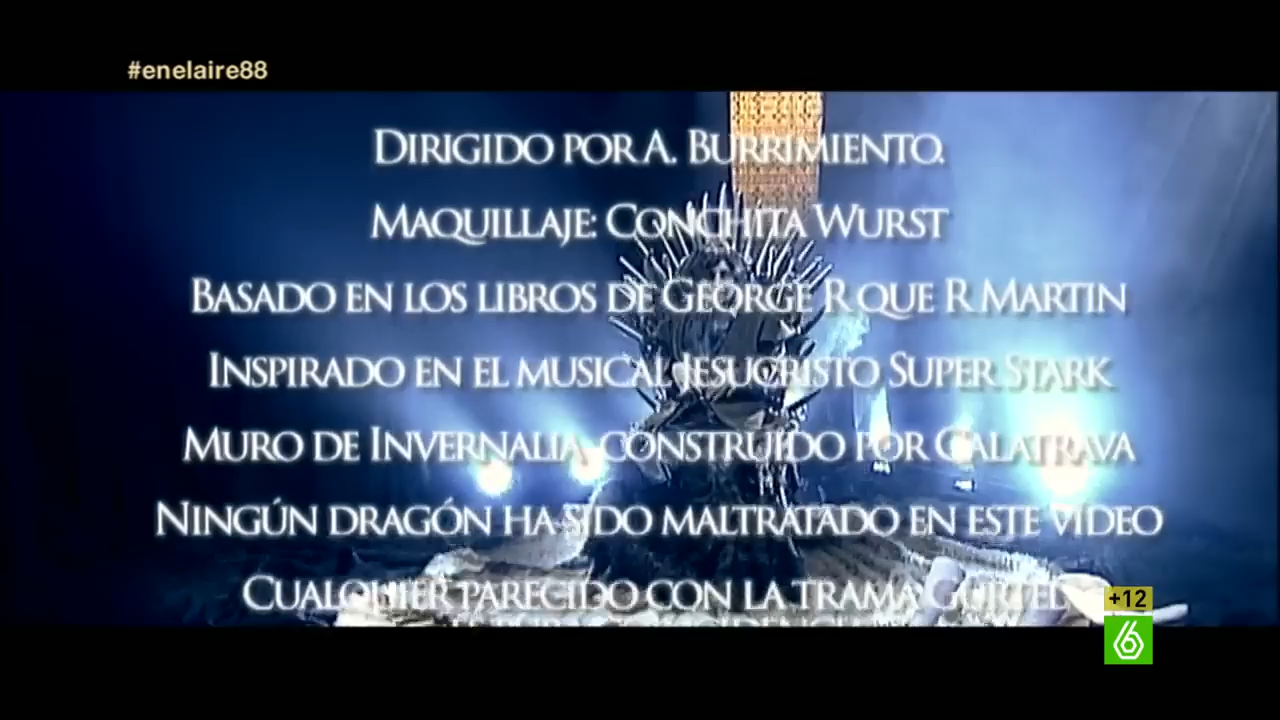 #enelaire88
DIRIGIDO POR A. BURRIMIENTO.
MAQUILLAJE: CONCHITA WURST
BASADO EN LOS LIBROS DE GEORGE R QUE R MARTIN
INSPIRADO EN EL MUSICAL JESUCRISTO SUPER STARK
MURO DE INVERNALIA CONSTRUIDO POR CALATRAVA
NINGÚN DRAGÓN HA SIDO MALTRATADO EN ESTE VÍDEO
CUALQUIER PARECIDO CON LA TRAMA GÜRTEL
+12
6